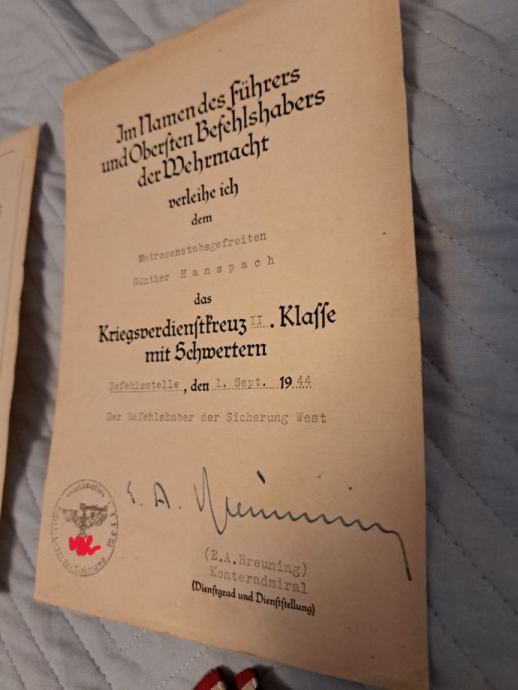 Im Namen des Führers
und Obersten Befehlshabers
der Wehrmacht
verleihe ich
dem
Matrosenstabsgefreiten
Günther Hanspach
das
Kriegsverdienstkreuz II. Klasse
mit Schwertern
Befehlsstelle, den 1. Sept. 1944
Der Befehlshaber der Sicherung West
E. A. Breuning
(E.A.Breuning)
Konteradmiral
(Dienstgrad und Dienststellung)